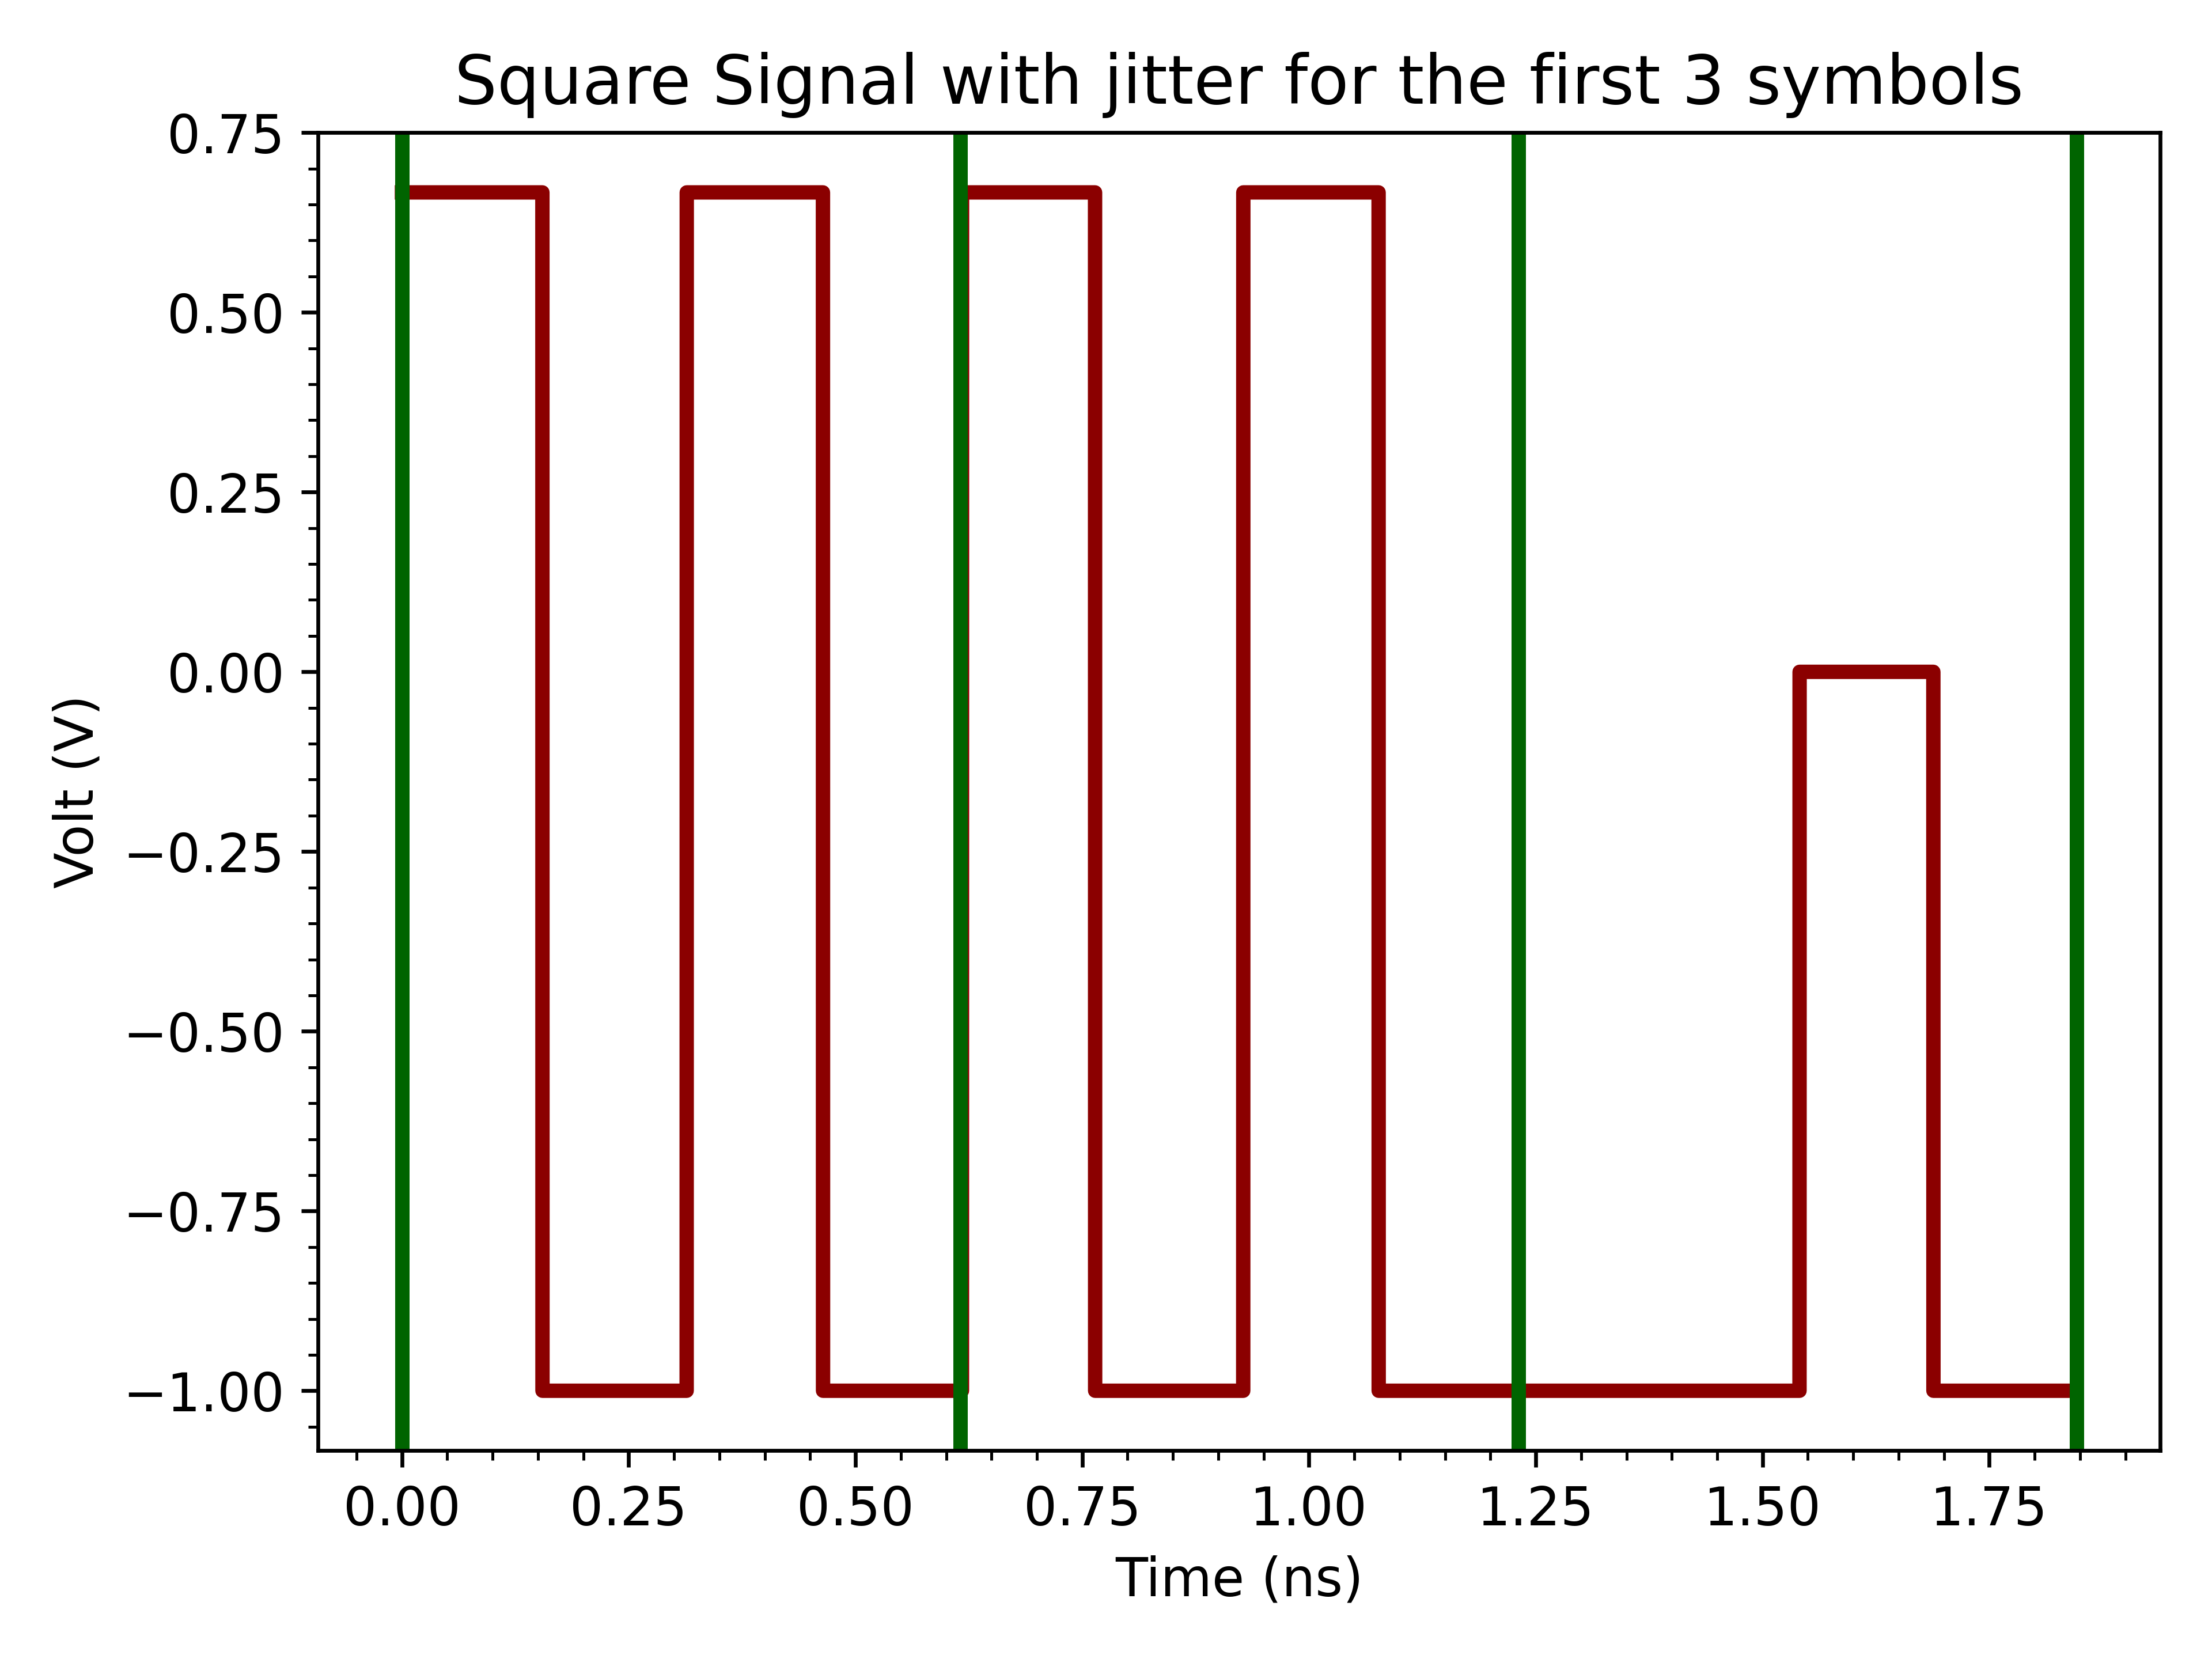 Square Signal with jitter for the first 3 symbols
0.75
0.50
0.25
0.00
−0.25
−0.50
−0.75
−1.00
Volt (V)
0.00 0.25 0.50 0.75 1.00 1.25 1.50 1.75
Time (ns)